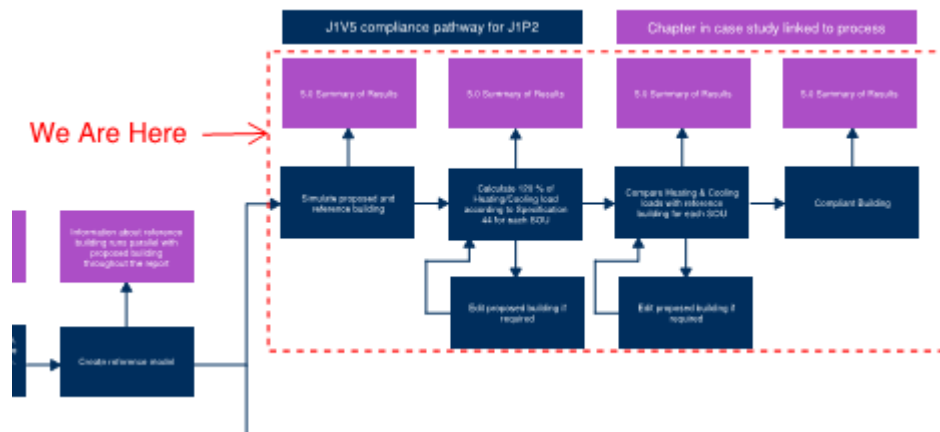 J1V5 compliance pathway for J1P2
Chapter in case study linked to process
5.0 Summary of Results
5.0 Summary of Results
5.0 Summary of Results
5.0 Summary of Results
We Are Here
Simulate proposed and
reference building
Calculate 120 % of
Heating/Cooling load
according to Specification
44 for each SOU
Compare Heating & Cooling
loads with reference
building for each SOU
Compliant Building
Information about reference
building runs parallel with
proposed building
throughout the report
Edit proposed building if
required
Edit proposed building if
required
Create reference model